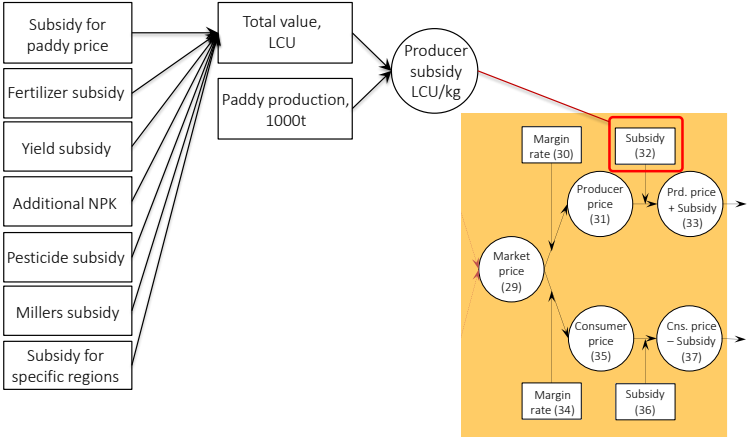 Subsidy for
paddy price
Fertilizer subsidy
Yield subsidy
Additional NPK
Pesticide subsidy
Millers subsidy
Subsidy for
specific regions
Total value,
LCU
Paddy production,
1000t
Producer
subsidy
LCU/kg
Margin
rate (30)
Subsidy
(32)
Producer
price
(31)
Prd. price
+ Subsidy
(33)
Market
price
(29)
Consumer
price
(35)
Cns. price
– Subsidy
(37)
Margin
rate (34)
Subsidy
(36)